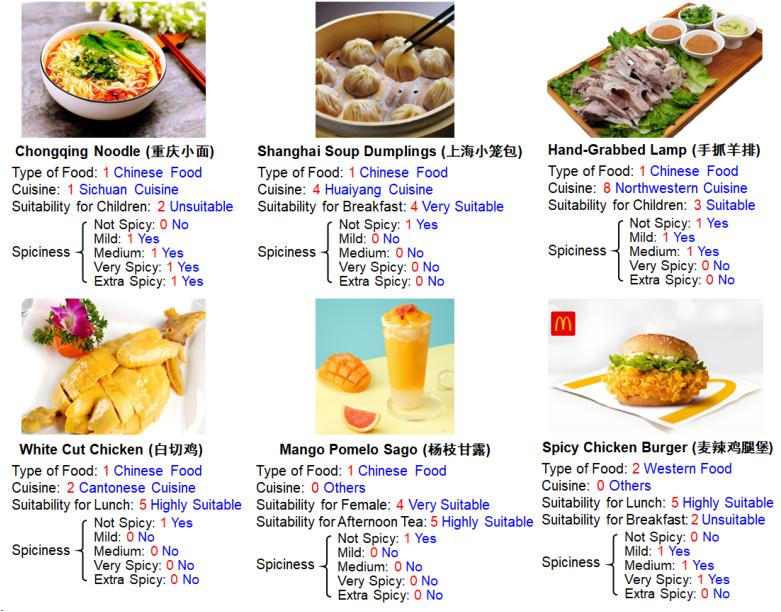 Chongqing Noodle (重庆小面)
Type of Food: 1 Chinese Food
Cuisine: 1 Sichuan Cuisine
Suitability for Children: 2 Unsuitable
Spiciness
Not Spicy: 0 No
Mild: 1 Yes
Medium: 1 Yes
Very Spicy: 1 Yes
Extra Spicy: 1 Yes
Shanghai Soup Dumplings (上海小笼包)
Type of Food: 1 Chinese Food
Cuisine: 4 Huaiyang Cuisine
Suitability for Breakfast: 4 Very Suitable
Spiciness
Not Spicy: 1 Yes
Mild: 0 No
Medium: 0 No
Very Spicy: 0 No
Extra Spicy: 0 No
Hand-Grabbed Lamp (手抓羊排)
Type of Food: 1 Chinese Food
Cuisine: 8 Northwestern Cuisine
Suitability for Children: 3 Suitable
Spiciness
Not Spicy: 1 Yes
Mild: 1 Yes
Medium: 1 Yes
Very Spicy: 0 No
Extra Spicy: 0 No
White Cut Chicken (白切鸡)
Type of Food: 1 Chinese Food
Cuisine: 2 Cantonese Cuisine
Suitability for Lunch: 5 Highly Suitable
Spiciness
Not Spicy: 1 Yes
Mild: 0 No
Medium: 0 No
Very Spicy: 0 No
Extra Spicy: 0 No
Mango Pomelo Sago (杨枝甘露)
Type of Food: 1 Chinese Food
Cuisine: 0 Others
Suitability for Female: 4 Very Suitable
Suitability for Afternoon Tea: 5 Highly Suitable
Spiciness
Not Spicy: 1 Yes
Mild: 0 No
Medium: 0 No
Very Spicy: 0 No
Extra Spicy: 0 No
Spicy Chicken Burger (麦辣鸡腿堡)
Type of Food: 2 Western Food
Cuisine: 0 Others
Suitability for Lunch: 5 Highly Suitable
Suitability for Breakfast: 2 Unsuitable
Spiciness
Not Spicy: 0 No
Mild: 1 Yes
Medium: 1 Yes
Very Spicy: 1 Yes
Extra Spicy: 0 No